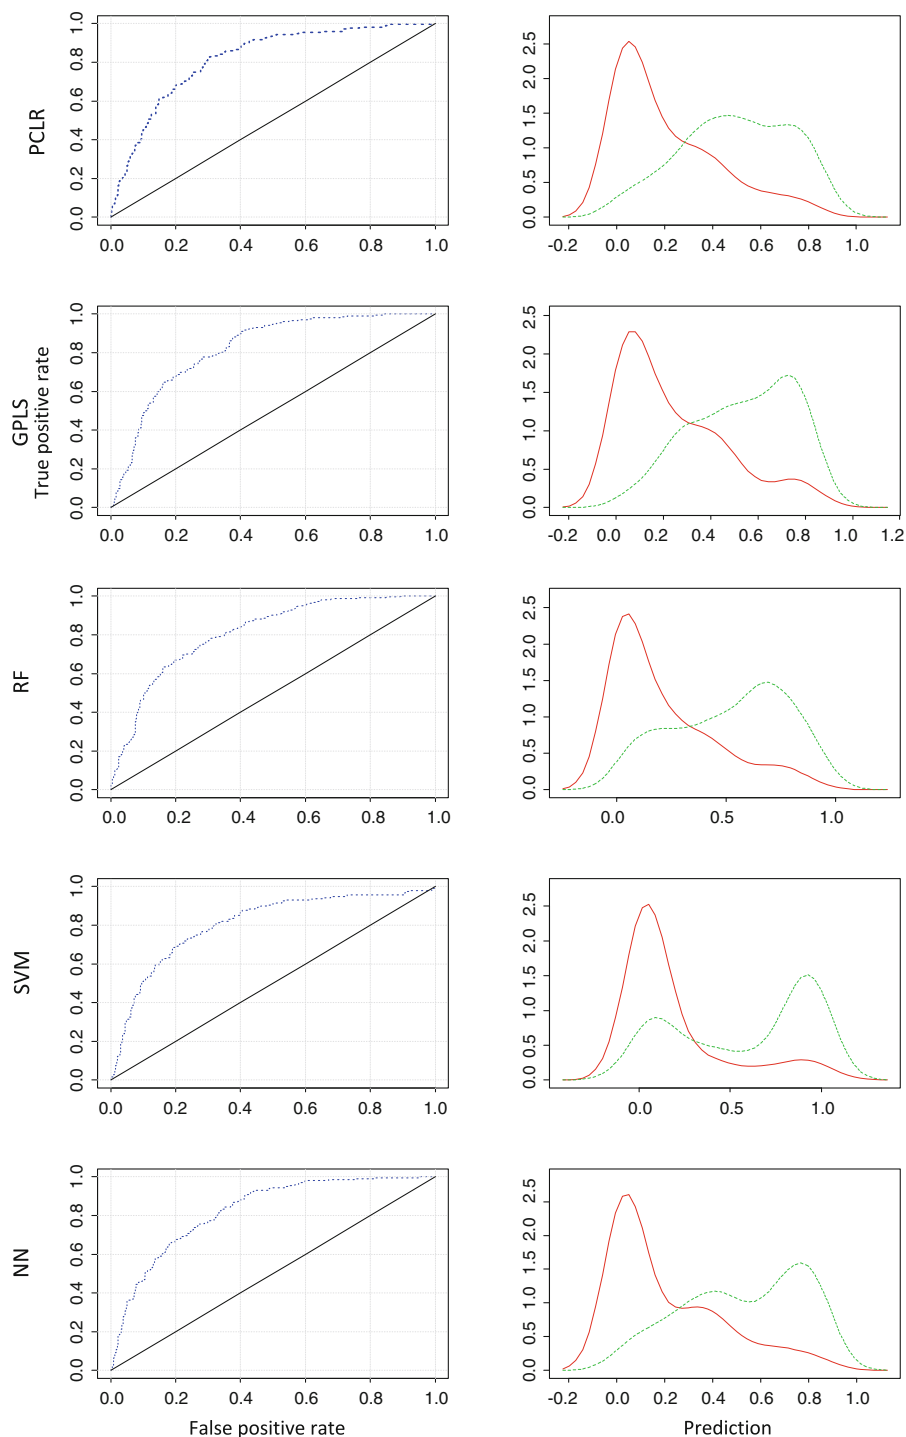 PCLR
0.0 0.2 0.4 0.6 0.8 1.0
0.0 0.2 0.4 0.6 0.8 1.0
0.0 0.5 1.0 1.5 2.0 2.5
-0.2 0.0 0.2 0.4 0.6 0.8 1.0
GPLS
True positive rate
0.0 0.2 0.4 0.6 0.8 1.0
0.0 0.2 0.4 0.6 0.8 1.0
0.0 0.5 1.0 1.5 2.0 2.5
-0.2 0.0 0.2 0.4 0.6 0.8 1.0 1.2
RF
0.0 0.2 0.4 0.6 0.8 1.0
0.0 0.2 0.4 0.6 0.8 1.0
0.0 0.5 1.0 1.5 2.0 2.5
0.0 0.5 1.0
SVM
0.0 0.2 0.4 0.6 0.8 1.0
0.0 0.2 0.4 0.6 0.8 1.0
0.0 0.5 1.0 1.5 2.0 2.5
0.0 0.5 1.0
NN
0.0 0.2 0.4 0.6 0.8 1.0
0.0 0.2 0.4 0.6 0.8 1.0
0.0 0.5 1.0 1.5 2.0 2.5
-0.2 0.0 0.2 0.4 0.6 0.8 1.0
False positive rate
Prediction